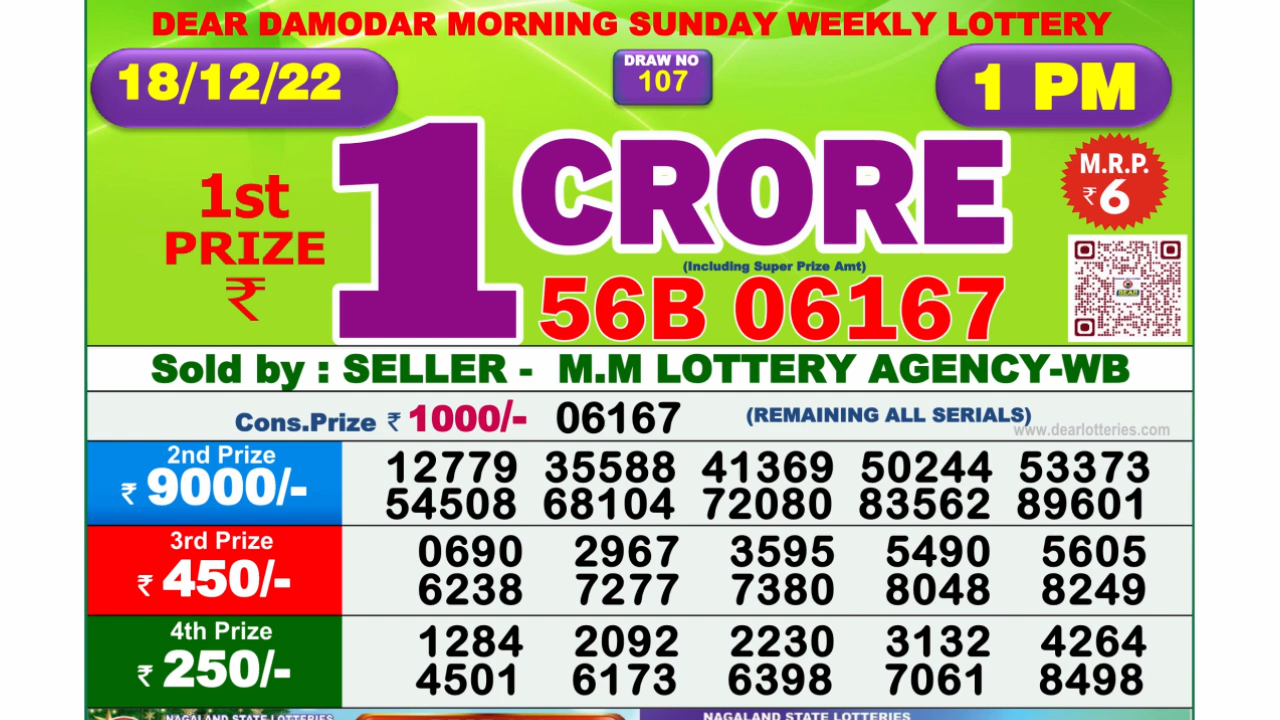 DEAR DAMODAR MORNING SUNDAY WEEKLY LOTTERY
18/12/22
DRAW NO
107
1 PM
1st
PRIZE
₹
1 CRORE
(Including Super Prize Amt)
56B 06167
M.R.P.
₹6
DEAR
Sold by : SELLER - M.M LOTTERY AGENCY-WB
Cons.Prize ₹ 1000/- 06167 (REMAINING ALL SERIALS)
www.dearlotteries.com
2nd Prize
₹ 9000/-
12779 35588 41369 50244 53373
54508 68104 72080 83562 89601
3rd Prize
₹ 450/-
0690 2967 3595 5490 5605
6238 7277 7380 8048 8249
4th Prize
₹ 250/-
1284 2092 2230 3132 4264
4501 6173 6398 7061 8498
NAGALAND STATE LOTTERIES
NAGALAND STATE LOTTERIES